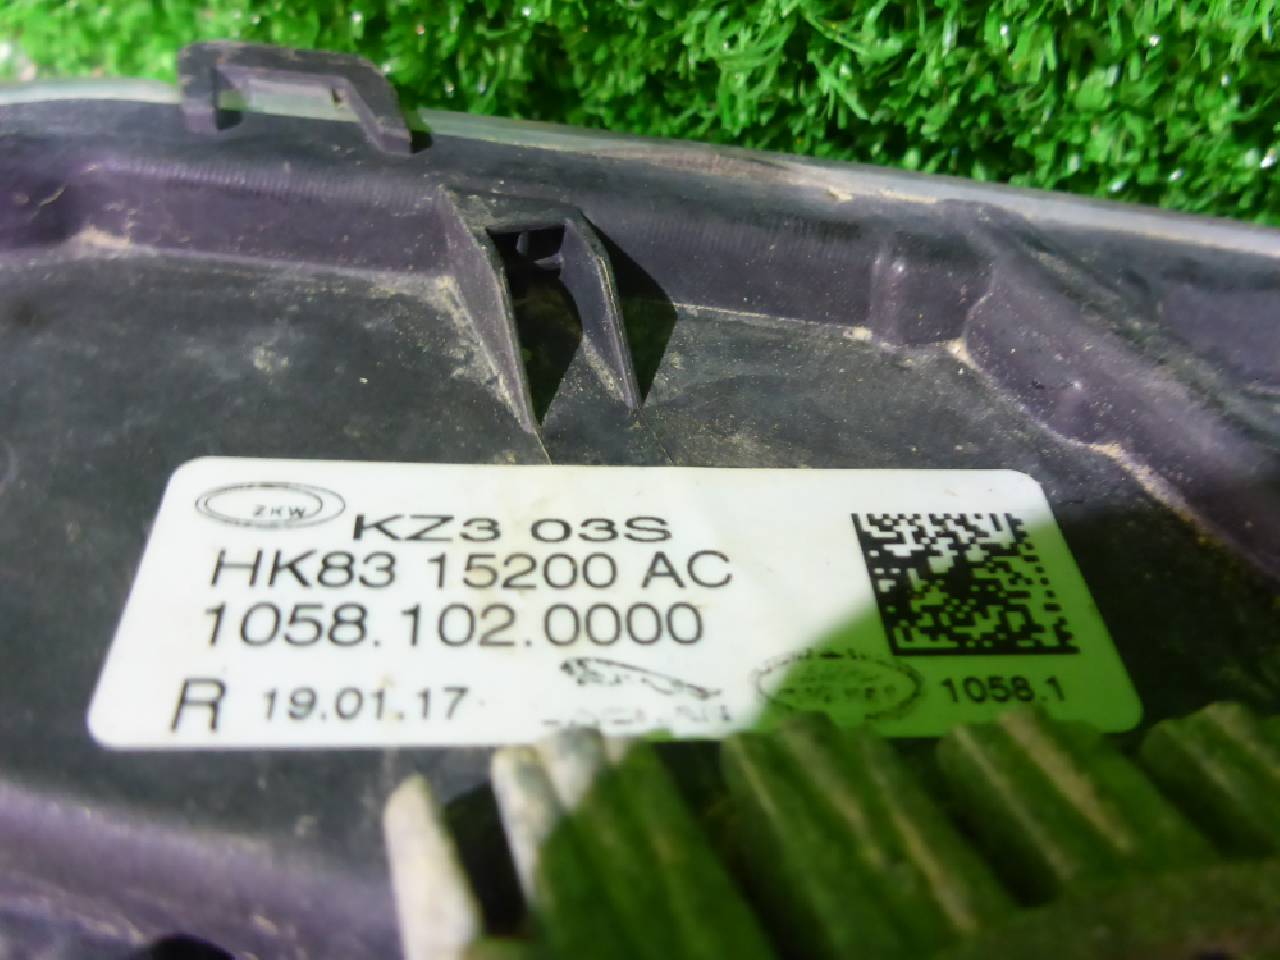 ZKW
KZ3 03S
HK83 15200 AC
1058.102.0000
R 19.01.17
1058.1